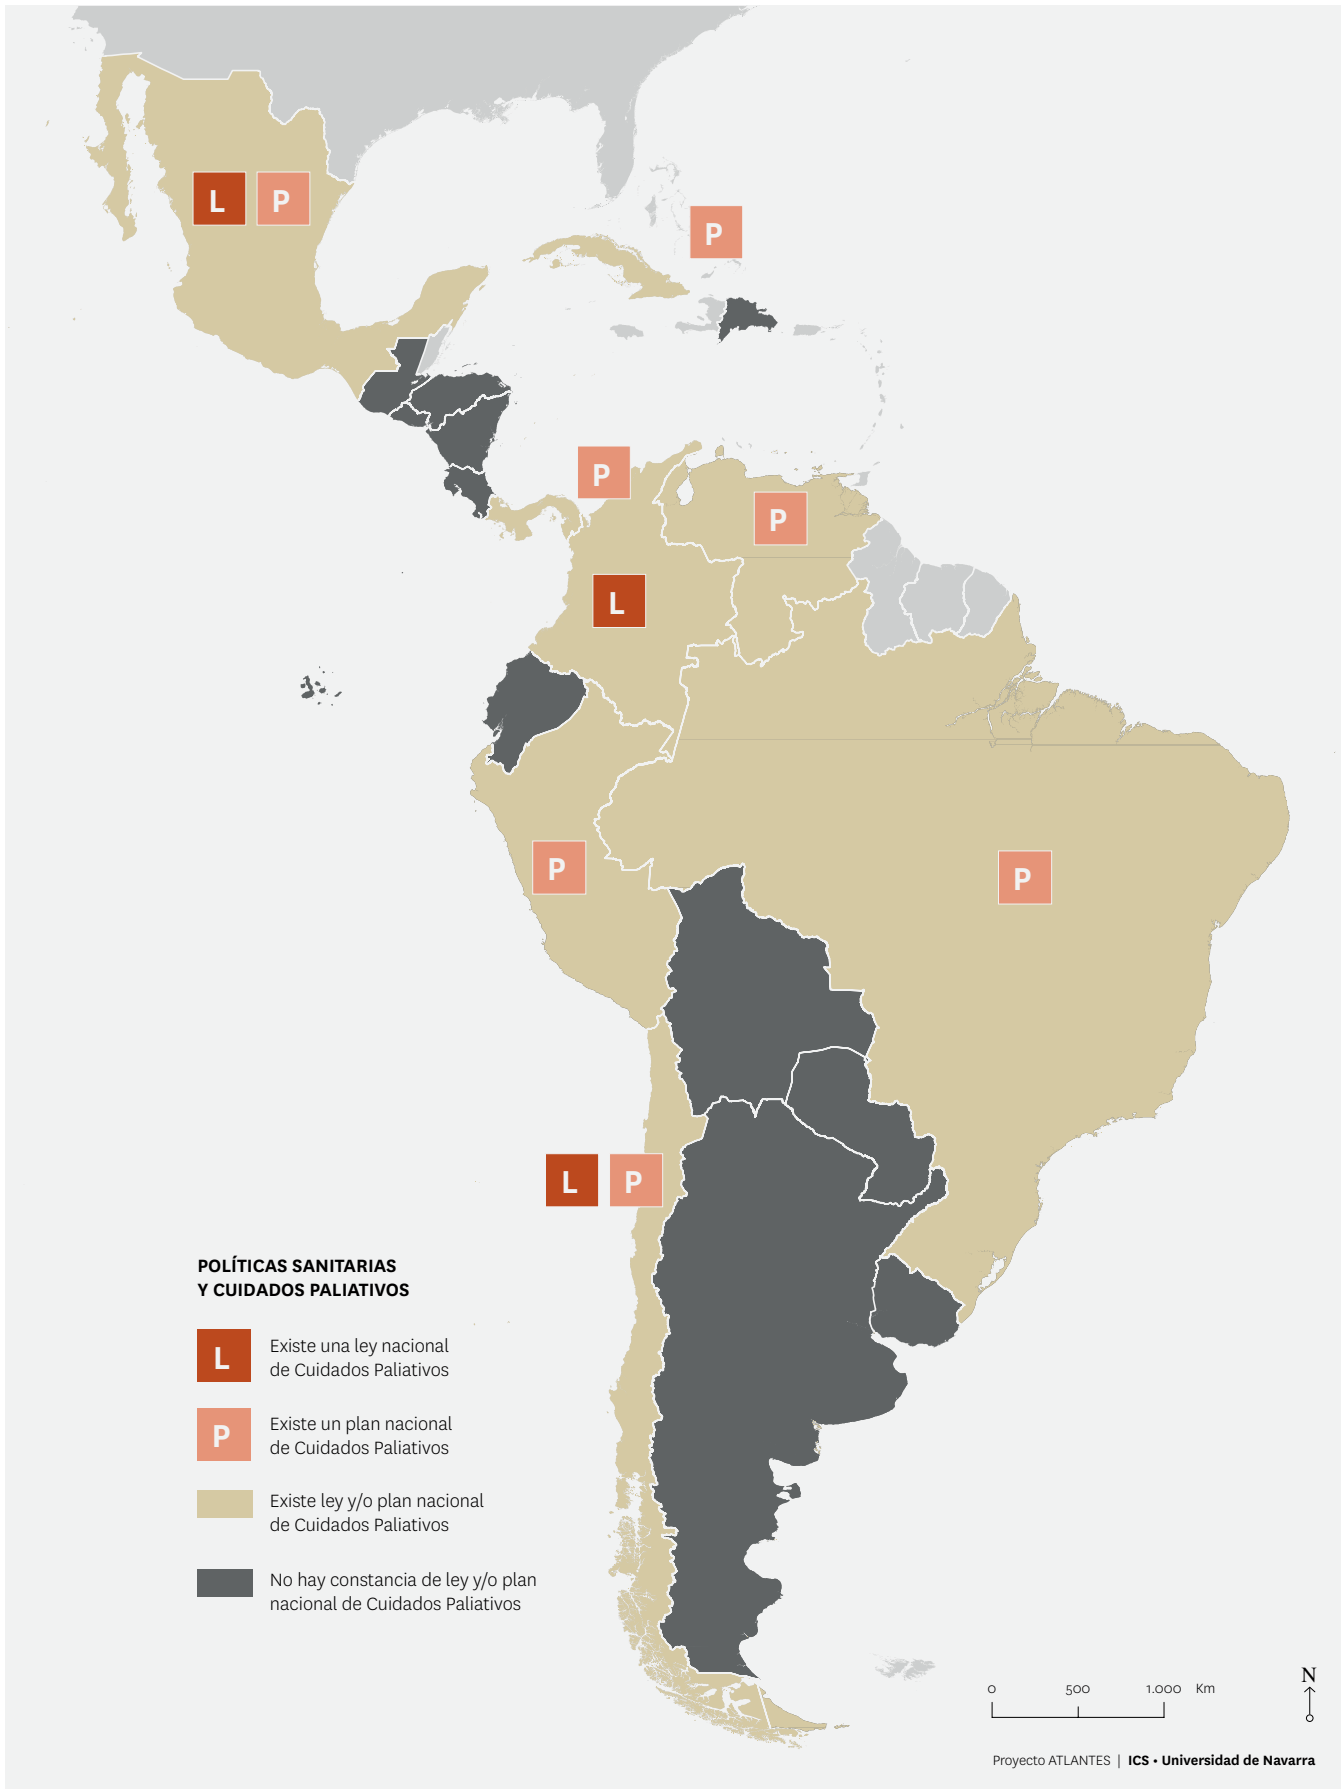 L P
P
P
P
L
P
P
L P
POLÍTICAS SANITARIAS
Y CUIDADOS PALIATIVOS
L
Existe una ley nacional
de Cuidados Paliativos
P
Existe un plan nacional
de Cuidados Paliativos
Existe ley y/o plan nacional
de Cuidados Paliativos
No hay constancia de ley y/o plan
nacional de Cuidados Paliativos
N
0 500 1.000 Km
Proyecto ATLANTES | ICS • Universidad de Navarra